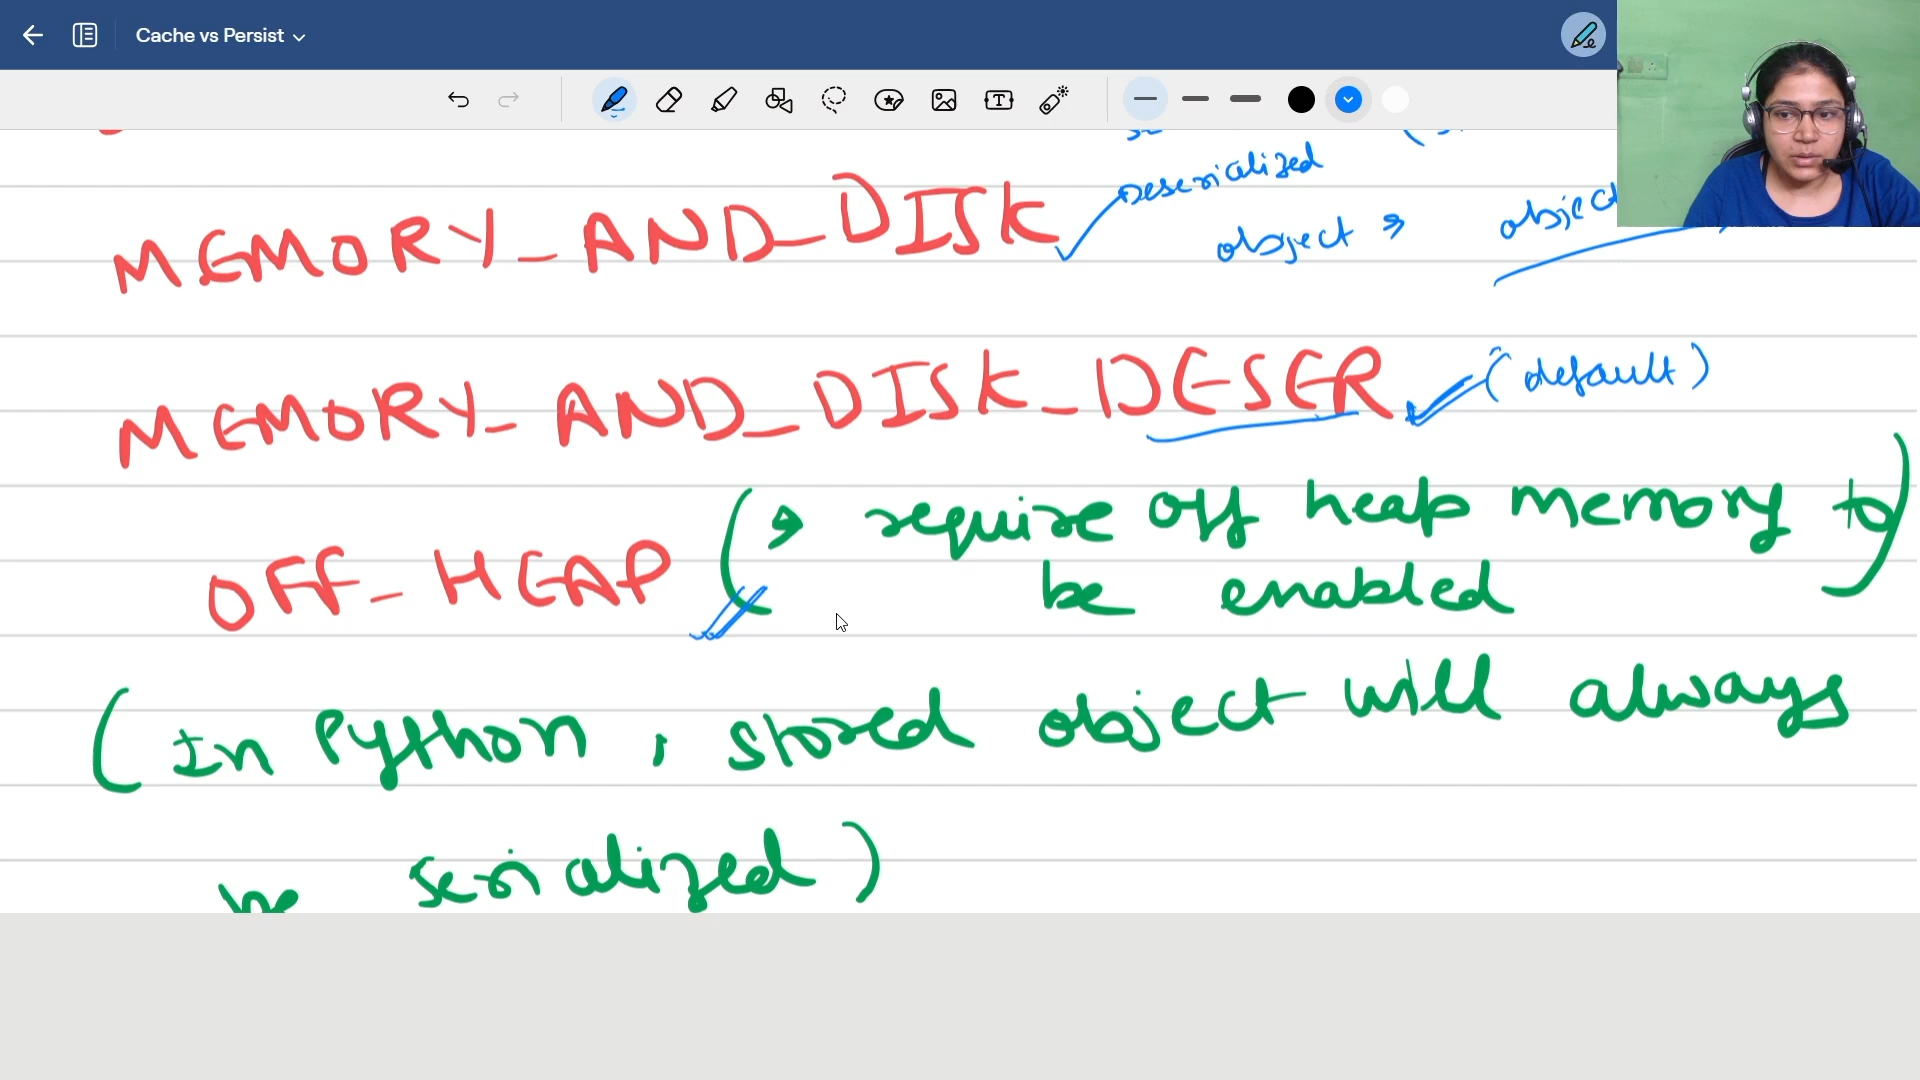 Cache vs Persist
Deserialized
MEMORY_AND_DISK
object → object
MEMORY_AND_DISK_DESER (default)
(→ require off heap memory to
OFF_HEAP be enabled)
(In Python, stored object will always
be serialized)